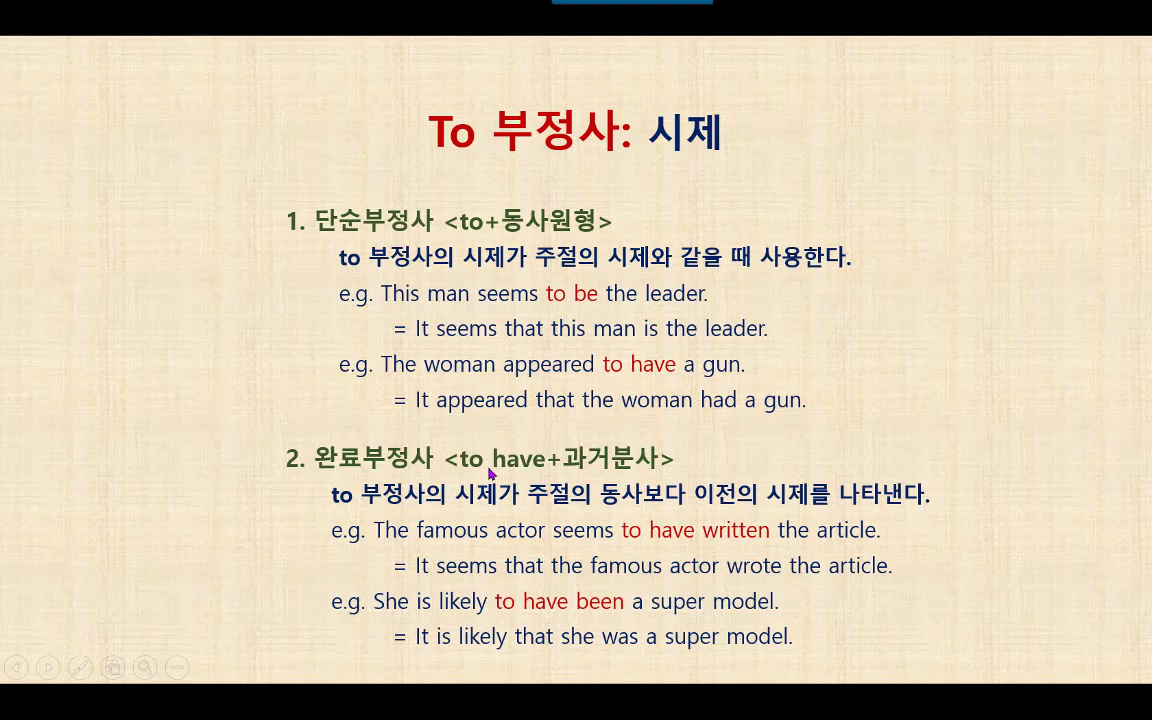 To 부정사: 시제
1. 단순부정사 <to+동사원형>
to 부정사의 시제가 주절의 시제와 같을 때 사용한다.
e.g. This man seems to be the leader.
= It seems that this man is the leader.
e.g. The woman appeared to have a gun.
= It appeared that the woman had a gun.
2. 완료부정사 <to have+과거분사>
to 부정사의 시제가 주절의 동사보다 이전의 시제를 나타낸다.
e.g. The famous actor seems to have written the article.
= It seems that the famous actor wrote the article.
e.g. She is likely to have been a super model.
= It is likely that she was a super model.